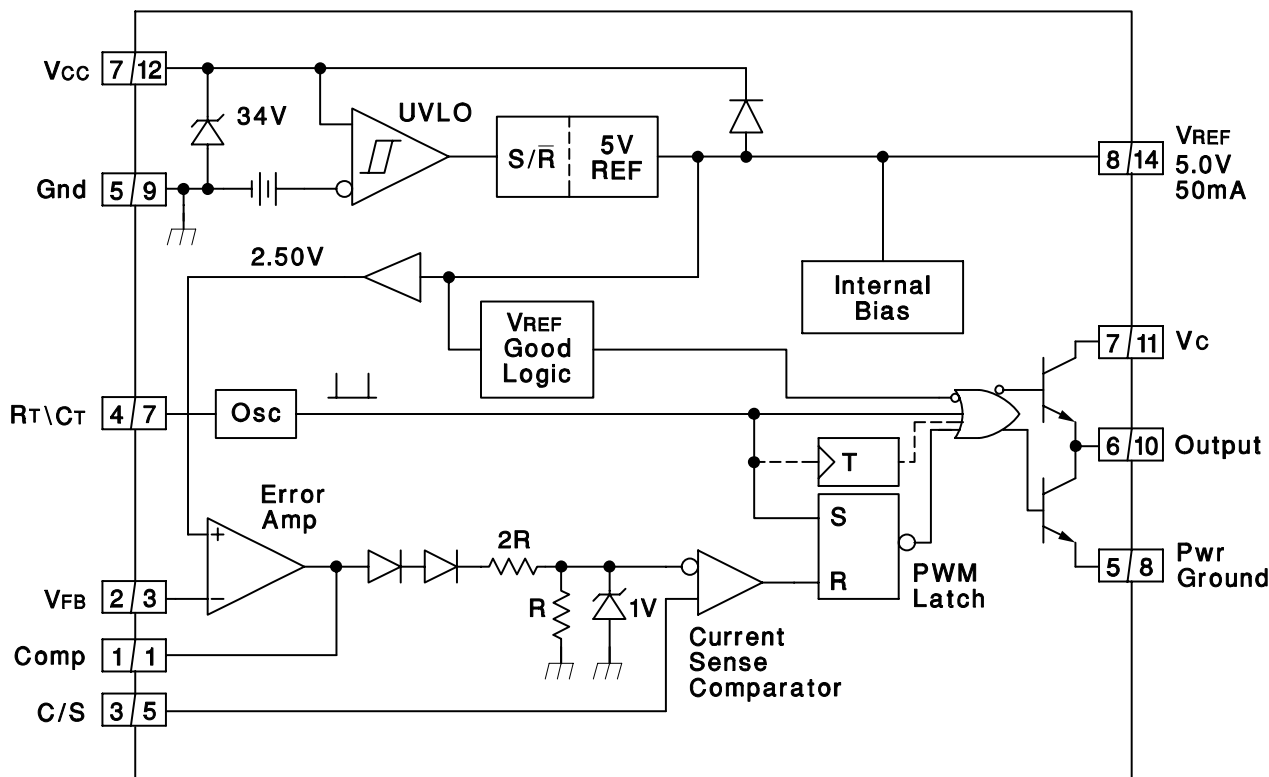 Vcc 7/12
34V
UVLO
S/R̅
5V
REF
8/14
VREF
5.0V
50mA
Gnd 5/9
2.50V
Internal
Bias
VREF
Good
Logic
7/11 Vc
RT\CT 4/7
Osc
T
6/10 Output
Error
Amp
+
−
2R
R
1V
S
R
PWM
Latch
5/8
Pwr
Ground
VFB 2/3
Comp 1/1
Current
Sense
Comparator
C/S 3/5